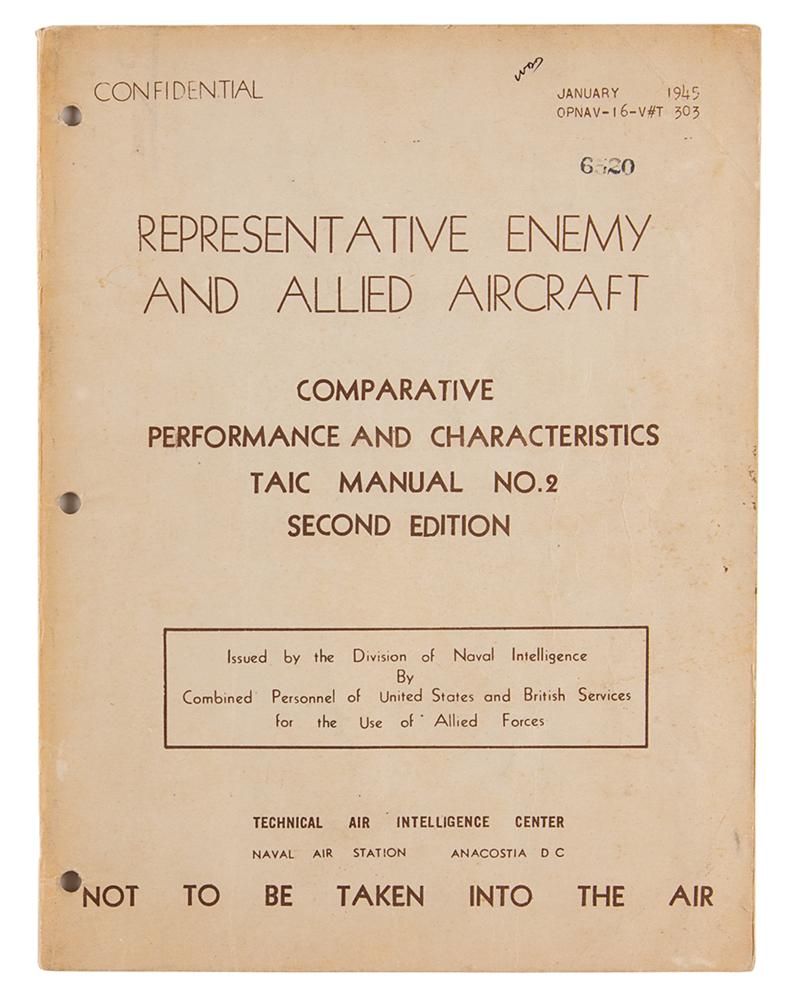 CONFIDENTIAL
JANUARY 1945
OPNAV-16-V#T 303
REPRESENTATIVE ENEMY
AND ALLIED AIRCRAFT
COMPARATIVE
PERFORMANCE AND CHARACTERISTICS
TAIC MANUAL NO.2
SECOND EDITION
Issued by the Division of Naval Intelligence
By
Combined Personnel of United States and British Services
for the Use of Allied Forces
TECHNICAL AIR INTELLIGENCE CENTER
NAVAL AIR STATION ANACOSTIA D C
NOT TO BE TAKEN INTO THE AIR